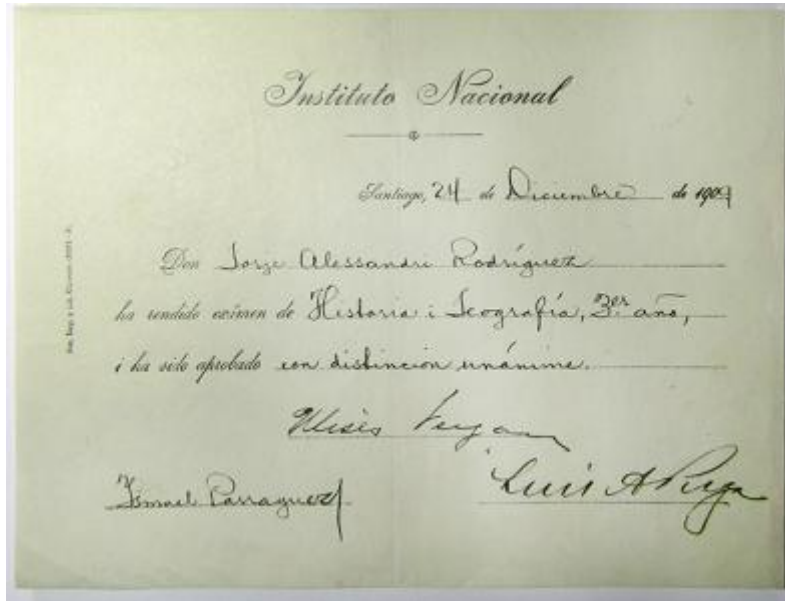 Instituto Nacional
Santiago, 24 de Diciembre de 1909
Don Jorge Alessandri Rodríguez
ha rendido exámen de Historia i Jeografía, 3er. año,
i ha sido aprobado con distincion unánime.
Ulises Vergara
Ismael Parraguez
Luis A Puga